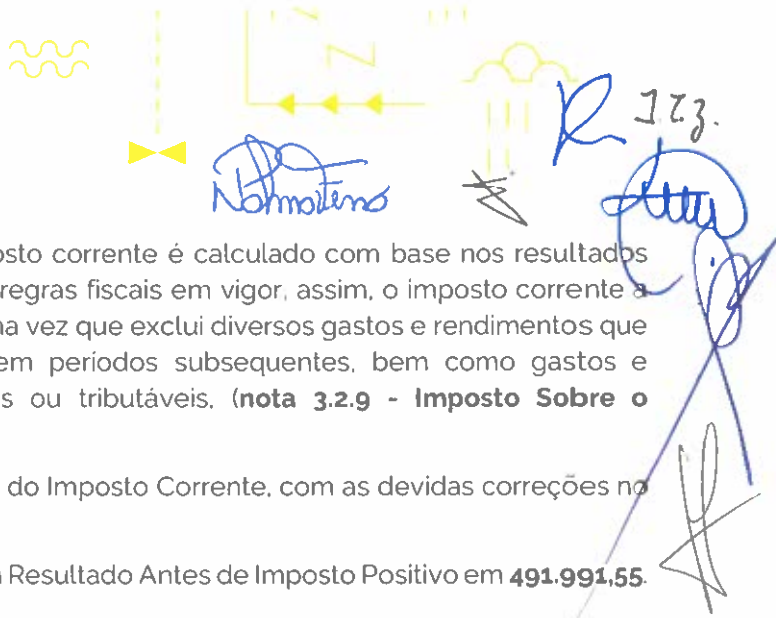 J.Z.
osto corrente é calculado com base nos resultados
regras fiscais em vigor, assim, o imposto corrente a
na vez que exclui diversos gastos e rendimentos que
em períodos subsequentes, bem como gastos e
s ou tributáveis, (nota 3.2.9 - Imposto Sobre o
do Imposto Corrente, com as devidas correções no
Resultado Antes de Imposto Positivo em 491.991,55.